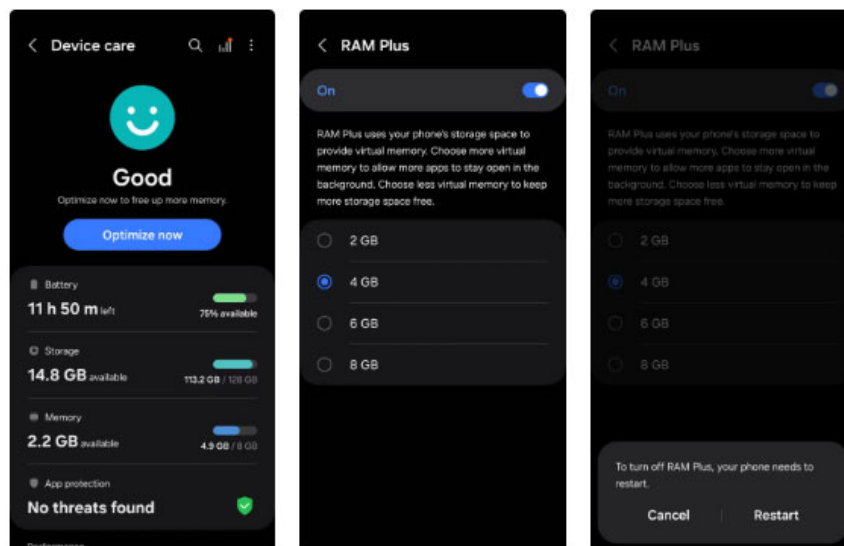 Device care
Good
Optimize now to free up more memory.
Optimize now
Battery
11 h 50 m left
75% available
Storage
14.8 GB available
113.2 GB / 128 GB
Memory
2.2 GB available
4.9 GB / 8 GB
App protection
No threats found
Performance
RAM Plus
On
RAM Plus uses your phone's storage space to
provide virtual memory. Choose more virtual
memory to allow more apps to stay open in the
background. Choose less virtual memory to keep
more storage space free.
2 GB
4 GB
6 GB
8 GB
RAM Plus
On
RAM Plus uses your phone's storage space to
provide virtual memory. Choose more virtual
memory to allow more apps to stay open in the
background. Choose less virtual memory to keep
more storage space free.
2 GB
4 GB
6 GB
8 GB
To turn off RAM Plus, your phone needs to
restart.
Cancel
Restart